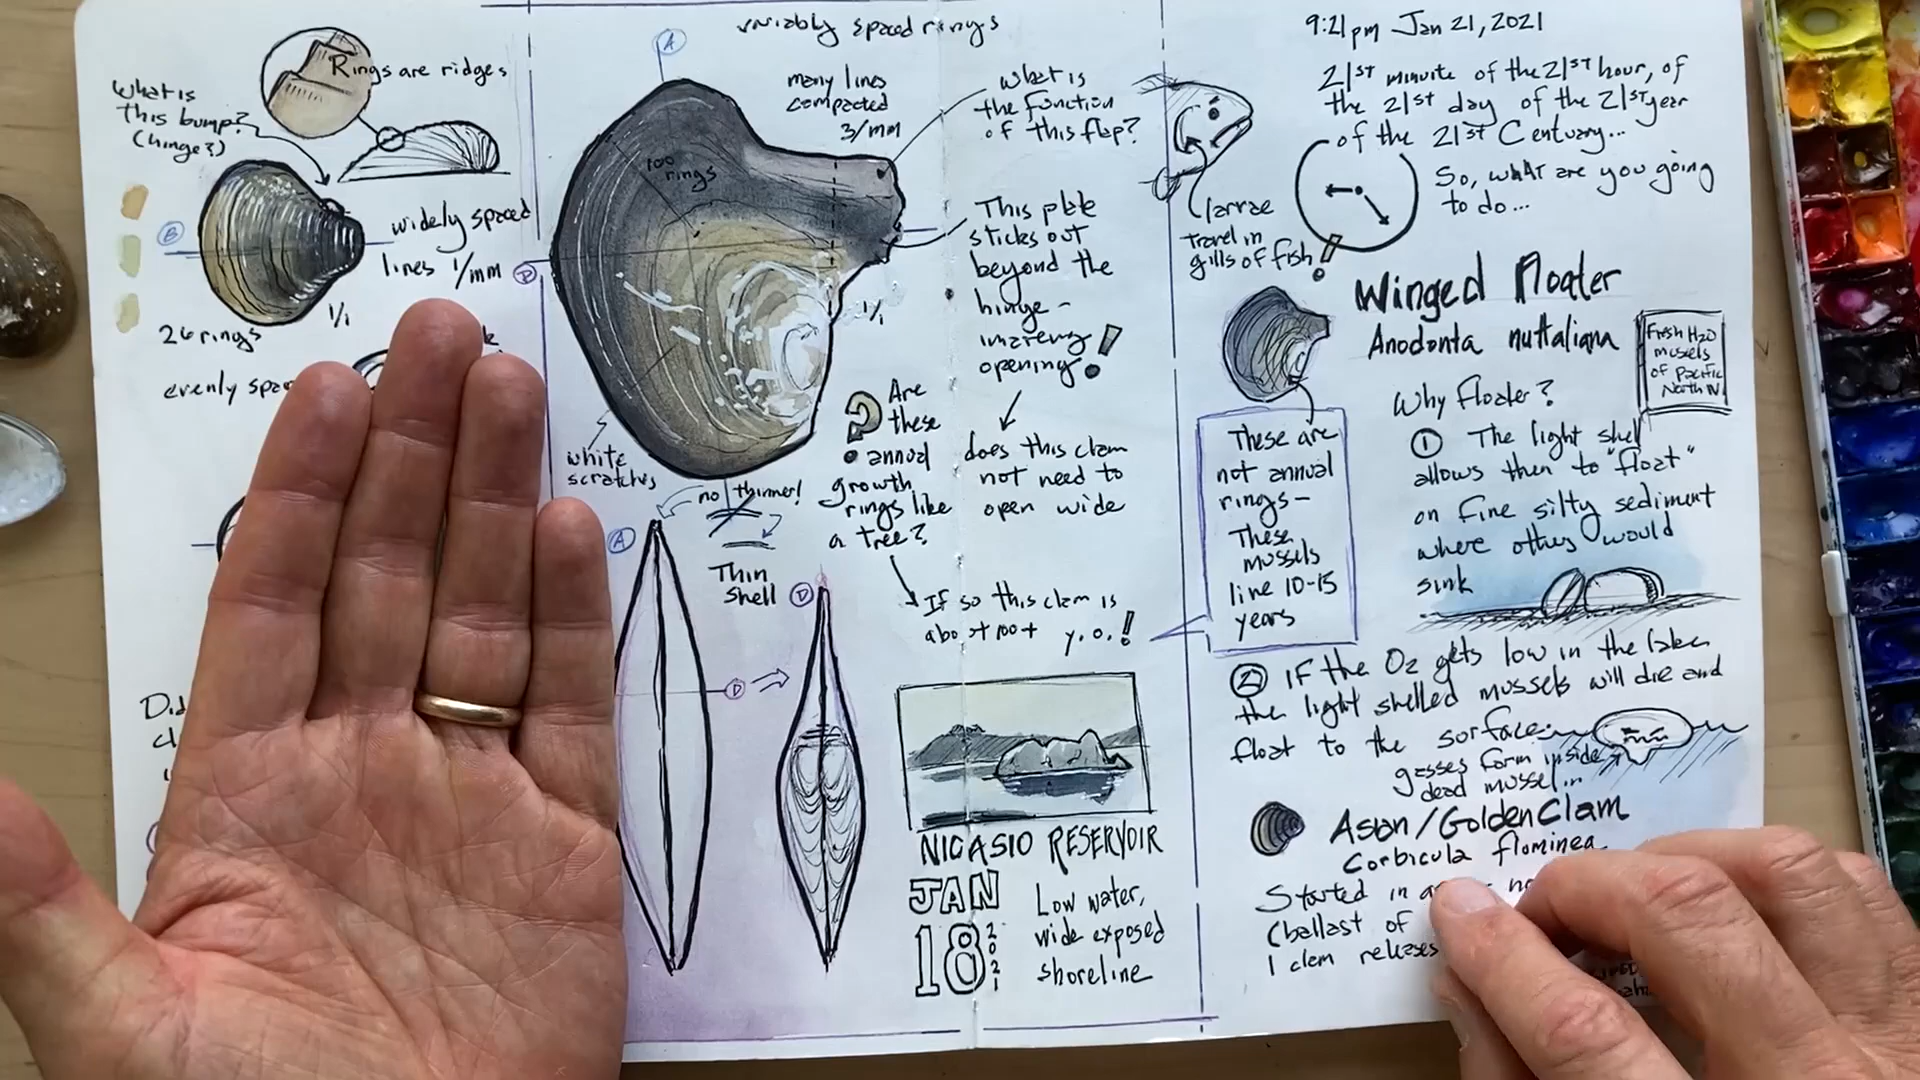 Rings are ridges
What is
this bump?
(hinge?)
B
widely spaced
lines 1/mm
1/1
26 rings
evenly spa
Did
variably spaced rings
A
many lines
compacted
3/mm
100
rings
D
What is
the function
of this flap?
This plate
sticks out
beyond the
hinge -
opening!
does this clam
not need to
open wide
1/1
white
scratches
? Are
these
annual
growth
rings like
a tree?
If so this clam is
100+ y.o.!
no thinner!
A
Thin
shell
D
D
NICASIO RESERVOIR
JAN
18
2021
Low water,
wide exposed
shoreline
larvae
travel in
gills of fish!
9:21pm Jan 21, 2021
21st minuite of the 21st hour, of
the 21st day of the 21st year
of the 21st Centuary...
So, what are you going
to do...
Winged Floater
Anodonta nuttaliana
Fresh H2O
mussels
of Pacific
North W
Why Floater?
① The light shell
allows then to "float"
on fine silty sediment
where others would
sink
These are
not annual
rings-
These
mussels
live 10-15
years
② IF the O2 gets low in the lake
the light shelled mussels will die and
float to the sorface
gasses form inside
dead mussel...
Asian/Golden Clam
Corbicula fluminea
Started in
(ballast of
1 clam releases